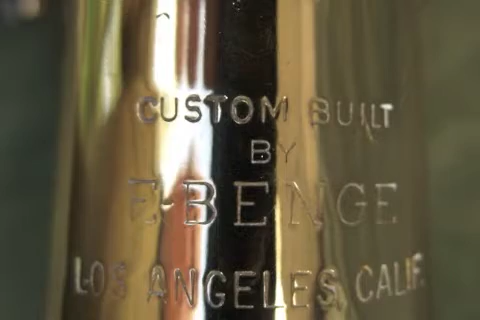 CUSTOM BUILT
BY
E·BENGE
LOS ANGELES, CALIF.